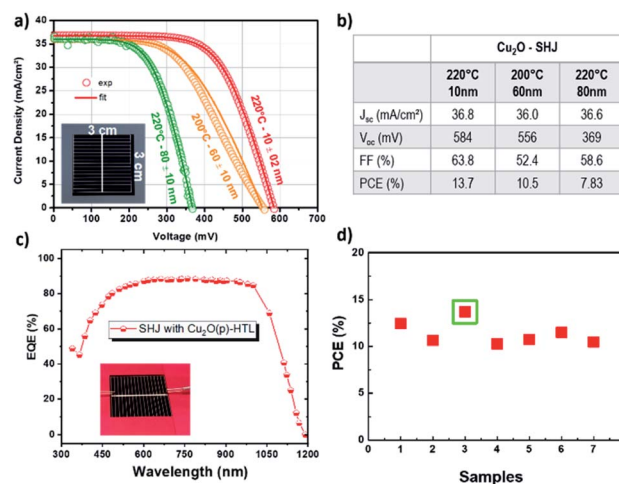 a)
40
35
30
25
20
15
10
5
0
Current Density (mA/cm²)
exp
fit
3 cm
3 cm
220°C - 80 ± 10 nm
200°C - 60 ± 10 nm
220°C - 10 ± 02 nm
0 100 200 300 400 500 600 700
Voltage (mV)
b)
Cu₂O - SHJ
220°C 200°C 220°C
10nm 60nm 80nm
Jsc (mA/cm²) 36.8 36.0 36.6
Voc (mV) 584 556 369
FF (%) 63.8 52.4 58.6
PCE (%) 13.7 10.5 7.83
c)
100
80
60
40
20
0
EQE (%)
SHJ with Cu₂O(p)-HTL
300 450 600 750 900 1050 1200
Wavelength (nm)
d)
25
20
15
10
5
0
PCE (%)
1 2 3 4 5 6 7
Samples